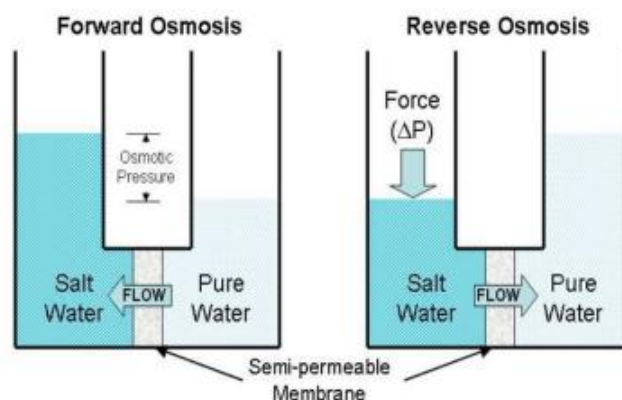 Forward Osmosis
Osmotic
Pressure
Salt
Water
FLOW
Pure
Water
Reverse Osmosis
Force
(ΔP)
Salt
Water
FLOW
Pure
Water
Semi-permeable
Membrane